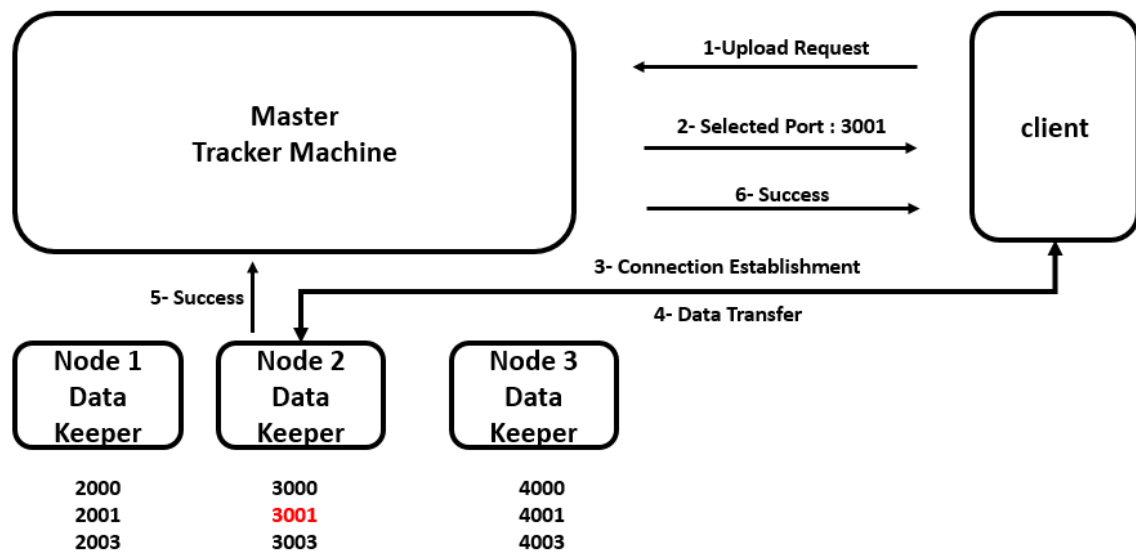 1-Upload Request
Master
Tracker Machine
2- Selected Port : 3001
client
6- Success
3- Connection Establishment
5- Success
4- Data Transfer
Node 1
Data
Keeper
Node 2
Data
Keeper
Node 3
Data
Keeper
2000
2001
2003
3000
3001
3003
4000
4001
4003